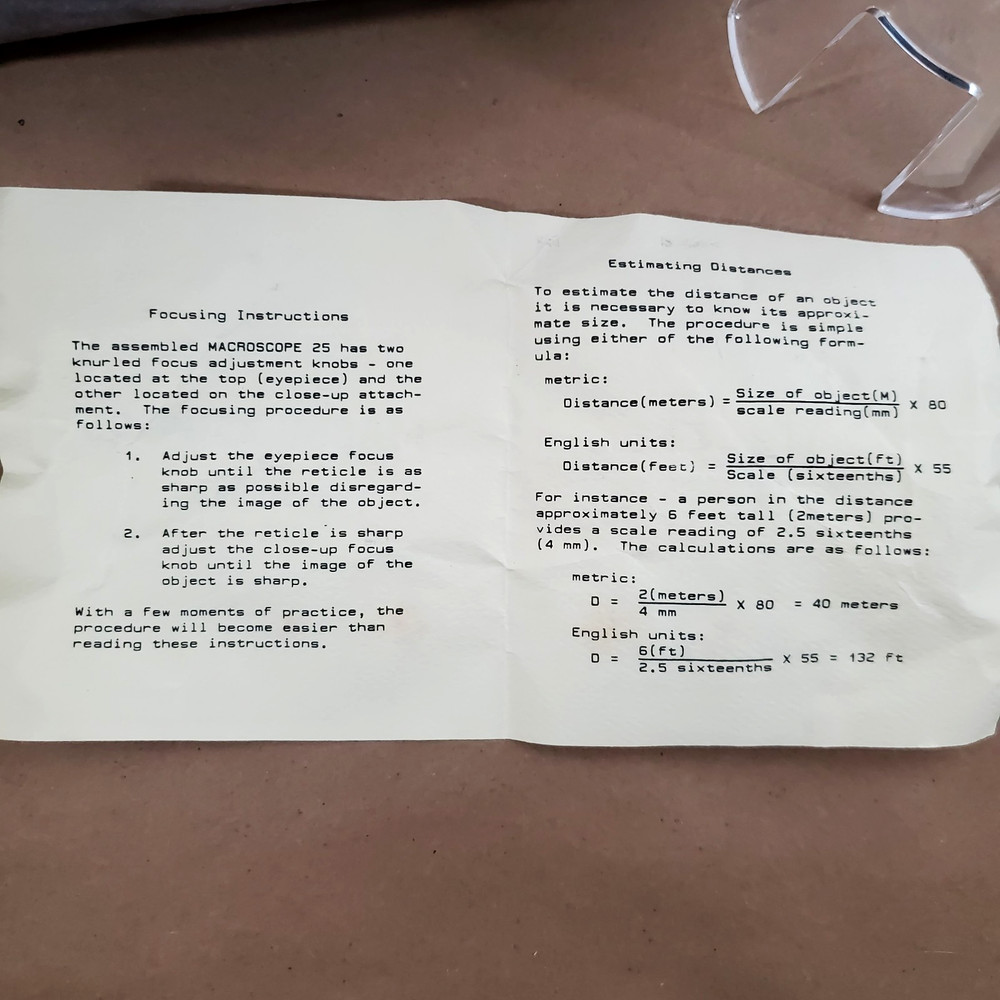 Focusing Instructions
The assembled MACROSCOPE 25 has two
knurled focus adjustment knobs - one
located at the top (eyepiece) and the
other located on the close-up attach-
ment. The focusing procedure is as
follows:
1. Adjust the eyepiece focus
knob until the reticle is as
sharp as possible disregard-
ing the image of the object.
2. After the reticle is sharp
adjust the close-up focus
knob until the image of the
object is sharp.
With a few moments of practice, the
procedure will become easier than
reading these instructions.
Estimating Distances
To estimate the distance of an object
it is necessary to know its approxi-
mate size. The procedure is simple
using either of the following form-
ula:
metric:
Distance(meters) = Size of object(M) / scale reading(mm) X 80
English units:
Distance(feet) = Size of object(ft) / Scale (sixteenths) X 55
For instance - a person in the distance
approximately 6 feet tall (2meters) pro-
vides a scale reading of 2.5 sixteenths
(4 mm). The calculations are as follows:
metric:
D = 2(meters) / 4 mm X 80 = 40 meters
English units:
D = 6(ft) / 2.5 sixteenths X 55 = 132 ft